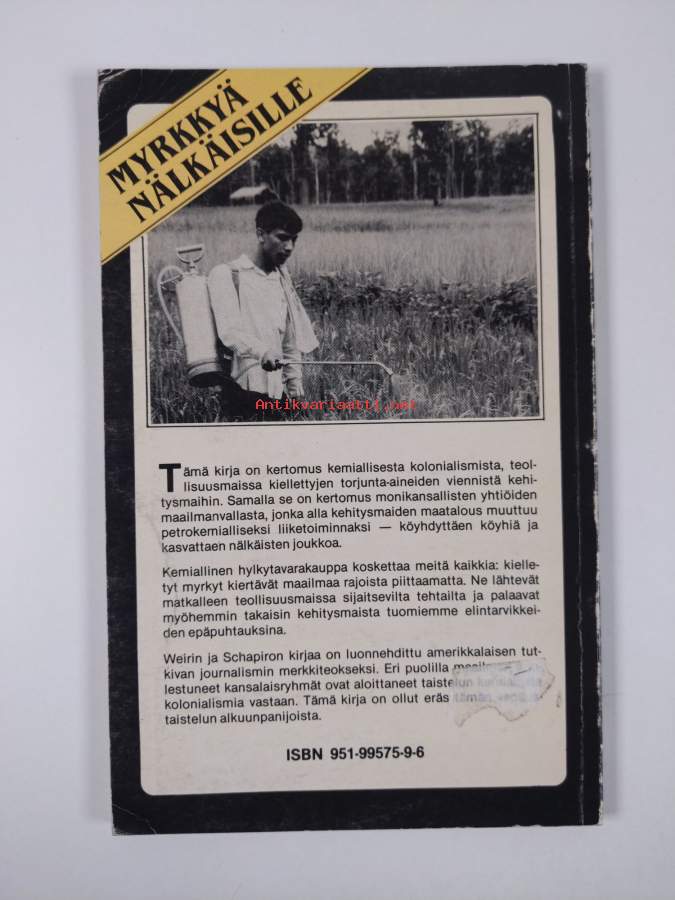 MYRKKYÄ
NÄLKÄISILLE
Antikvariaatti.net
Tämä kirja on kertomus kemiallisesta kolonialismista, teol-
lisuusmaissa kiellettyjen torjunta-aineiden viennistä kehi-
tysmaihin. Samalla se on kertomus monikansallisten yhtiöiden
maailmanvallasta, jonka alla kehitysmaiden maatalous muuttuu
petrokemialliseksi liiketoiminnaksi — köyhdyttäen köyhiä ja
kasvattaen nälkäisten joukkoa.
Kemiallinen hylkytavarakauppa koskettaa meitä kaikkia: kielle-
tyt myrkyt kiertävät maailmaa rajoista piittaamatta. Ne lähtevät
matkalleen teollisuusmaissa sijaitsevilta tehtailta ja palaavat
myöhemmin takaisin kehitysmaista tuomiemme elintarvikkei-
den epäpuhtauksina.
Weirin ja Schapiron kirjaa on luonnehdittu amerikkalaisen tut-
kivan journalismin merkkiteokseksi. Eri puolilla
lestuneet kansalaisryhmät ovat aloittaneet taistelun
kolonialismia vastaan. Tämä kirja on ollut eräs tämän
taistelun alkuunpanijoista.
ISBN 951-99575-9-6